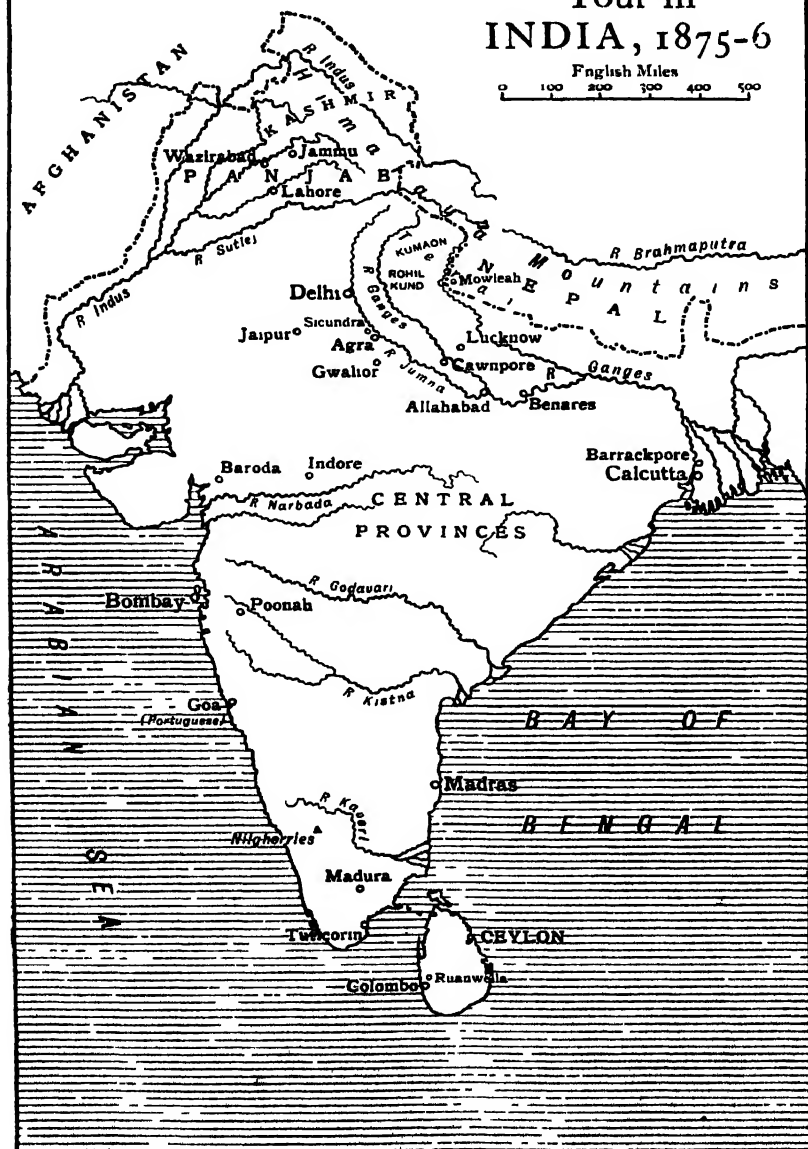 Tour in
INDIA, 1875-6
English Miles
0 100 200 300 400 500
AFGHANISTAN
R Indus
Himalaya Mountains
KASHMIR
Wazirabad
Jammu
PANJAB
Lahore
R Sutlej
R Indus
R Brahmaputra
KUMAON
Terai
ROHIL
KUND
Mowleah
NEPAL
Delhi
R Ganges
Sicundra
Jaipur
Agra
Lucknow
Gwalior
R Jumna
Cawnpore
R Ganges
Allahabad
Benares
Barrackpore
Calcutta
Baroda
Indore
R Narbada
CENTRAL
PROVINCES
R Godavari
Bombay
Poonah
R Kistna
Goa
(Portuguese)
ARABIAN SEA
BAY OF
BENGAL
Madras
R Kaveri
Nilgherries
Madura
Tuticorin
CEYLON
Ruanwella
Colombo